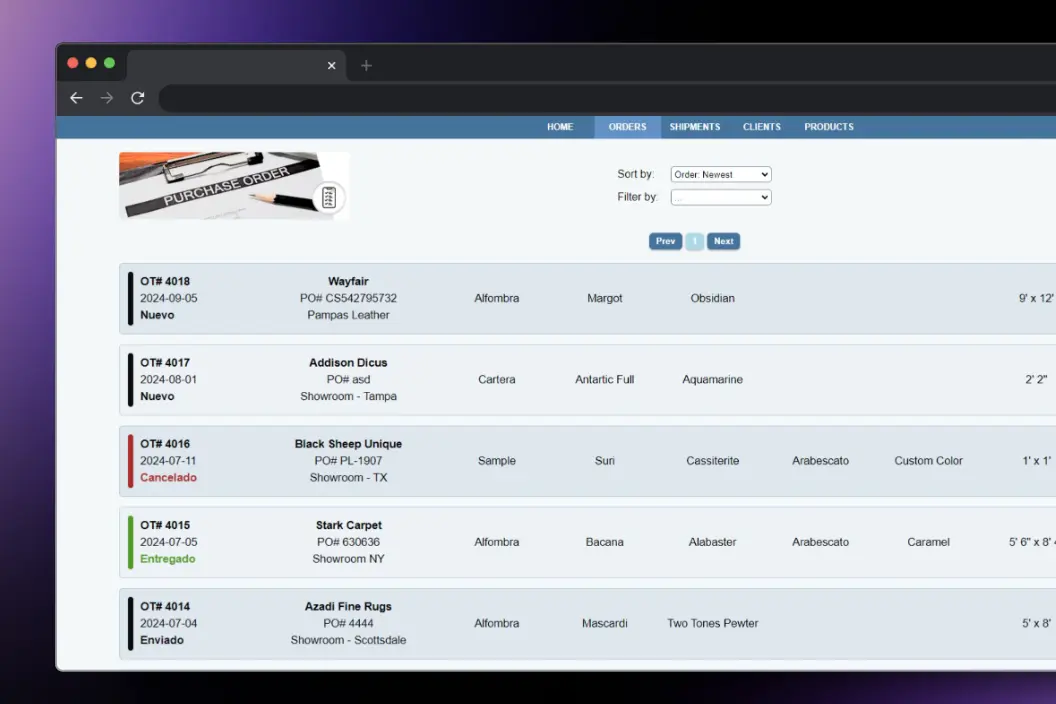 HOME ORDERS SHIPMENTS CLIENTS PRODUCTS
PURCHASE ORDER
Sort by: Order: Newest
Filter by: ...
Prev 1 Next
OT# 4018
2024-09-05
Nuevo
Wayfair
PO# CS542795732
Pampas Leather
Alfombra Margot Obsidian 9' x 12'
OT# 4017
2024-08-01
Nuevo
Addison Dicus
PO# asd
Showroom - Tampa
Cartera Antartic Full Aquamarine 2' 2"
OT# 4016
2024-07-11
Cancelado
Black Sheep Unique
PO# PL-1907
Showroom - TX
Sample Suri Cassiterite Arabescato Custom Color 1' x 1'
OT# 4015
2024-07-05
Entregado
Stark Carpet
PO# 630636
Showroom NY
Alfombra Bacana Alabaster Arabescato Caramel 5' 6" x 8'
OT# 4014
2024-07-04
Enviado
Azadi Fine Rugs
PO# 4444
Showroom - Scottsdale
Alfombra Mascardi Two Tones Pewter 5' x 8'